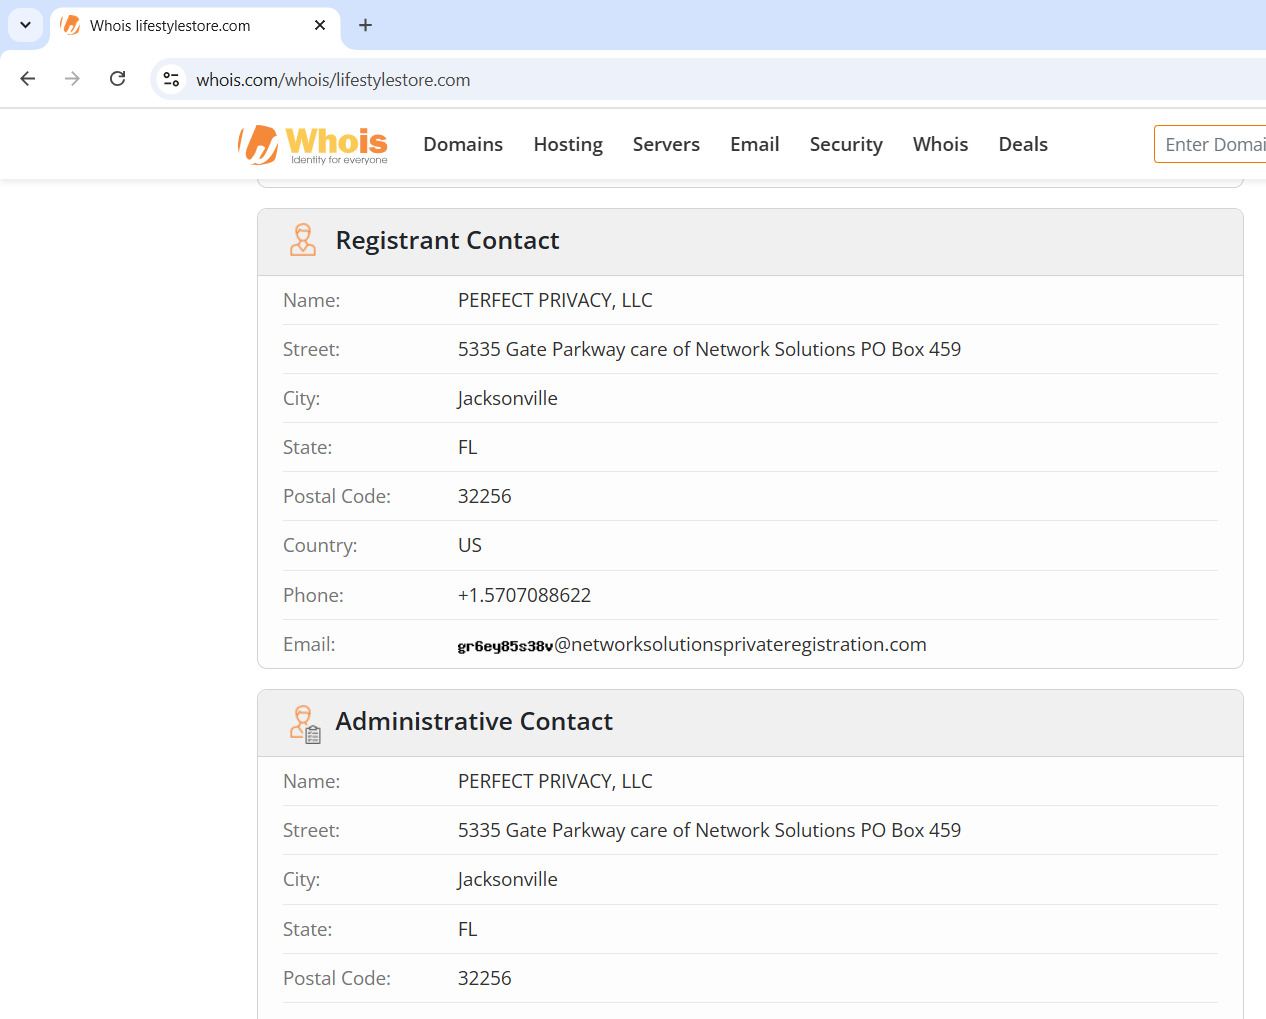 Whois lifestylestore.com
whois.com/whois/lifestylestore.com
Whois
Identity for everyone
Domains Hosting Servers Email Security Whois Deals
Enter Domai
Registrant Contact
Name: PERFECT PRIVACY, LLC
Street: 5335 Gate Parkway care of Network Solutions PO Box 459
City: Jacksonville
State: FL
Postal Code: 32256
Country: US
Phone: +1.5707088622
Email: gr6ey85s38v@networksolutionsprivateregistration.com
Administrative Contact
Name: PERFECT PRIVACY, LLC
Street: 5335 Gate Parkway care of Network Solutions PO Box 459
City: Jacksonville
State: FL
Postal Code: 32256